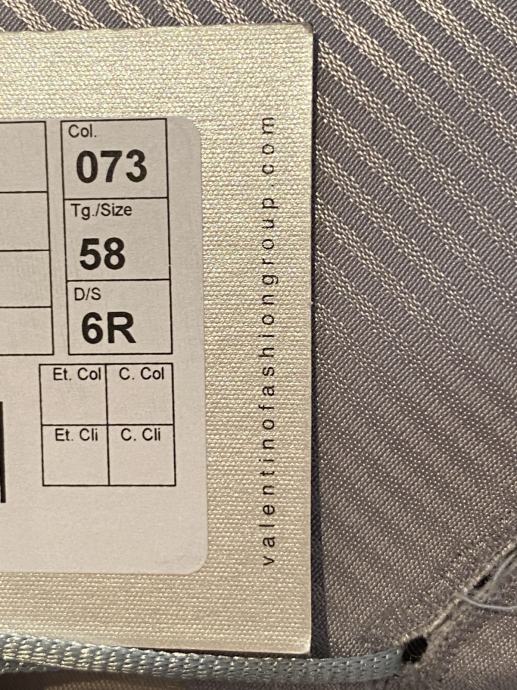 Col.
073
Tg./Size
58
D/S
6R
Et. Col C. Col
Et. Cli C. Cli
valentinofashiongroup.com